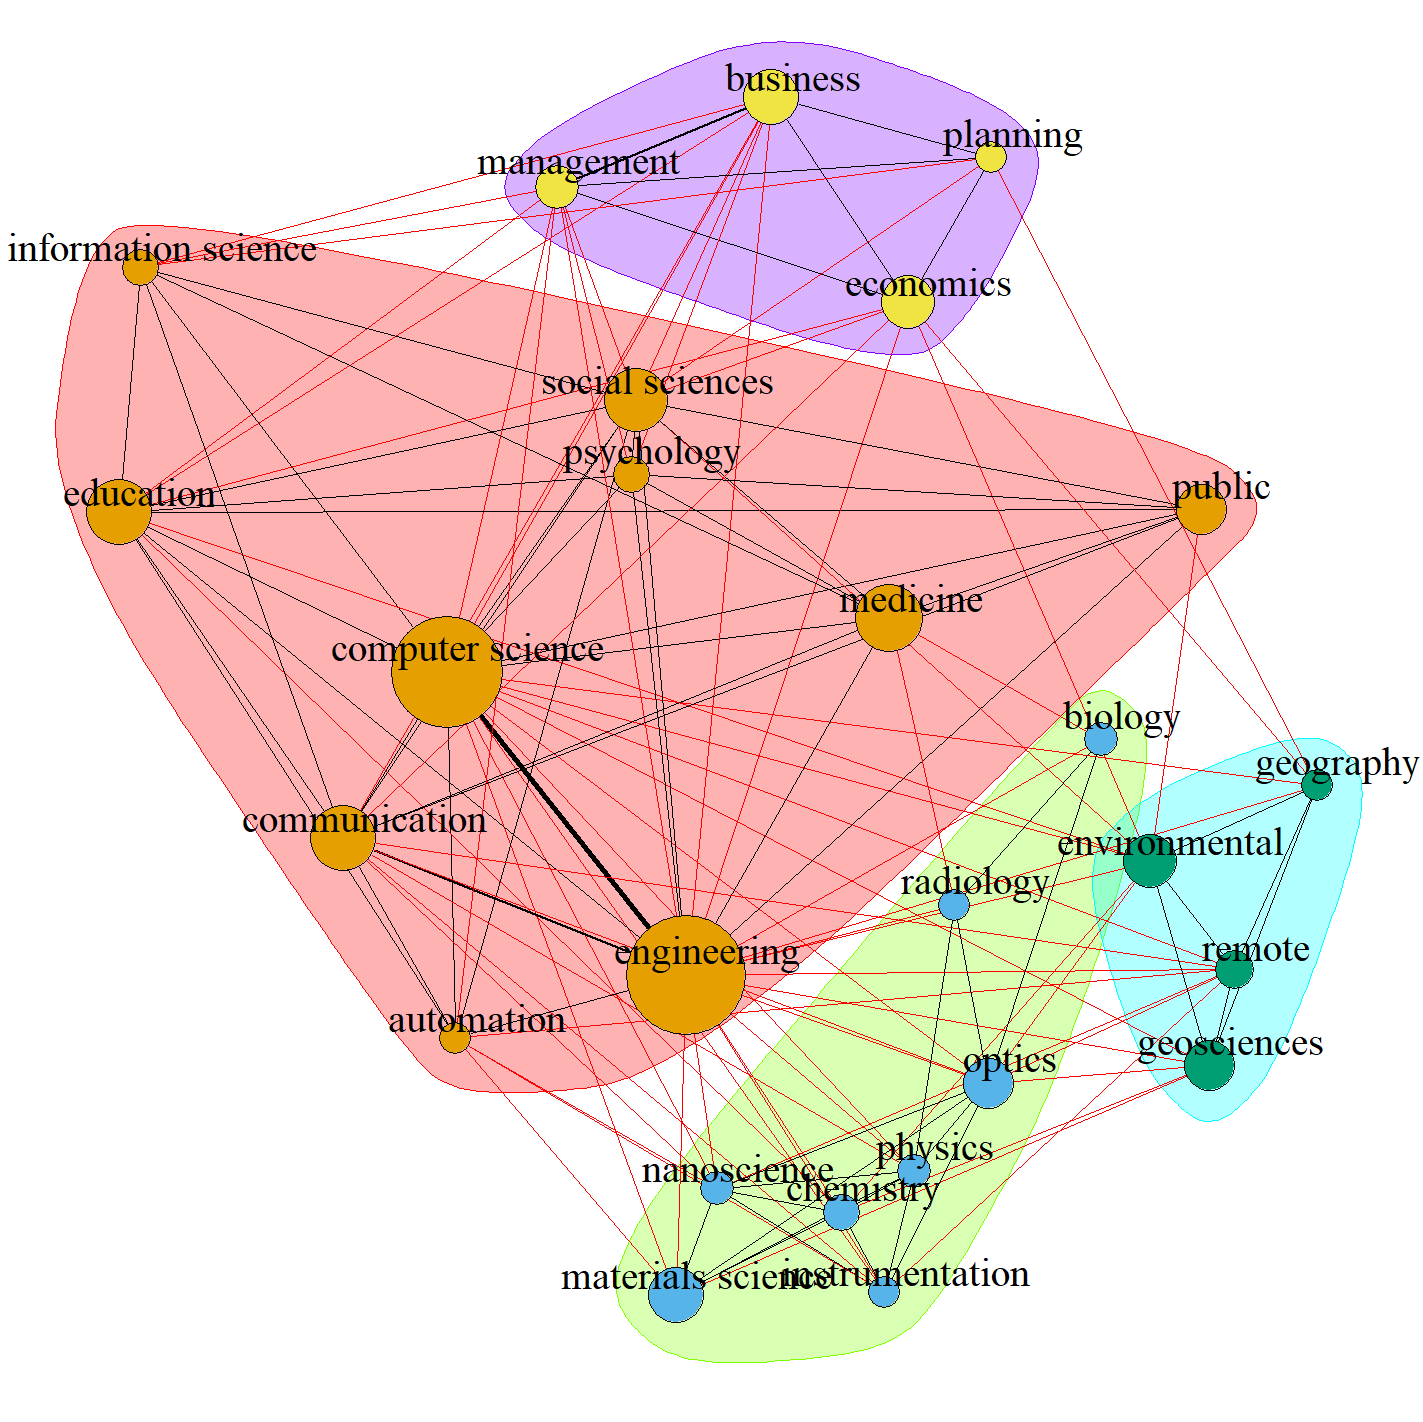 business
planning
management
information science
economics
social sciences
psychology
education
public
medicine
computer science
biology
geography
communication
environmental
radiology
engineering
remote
automation
geosciences
optics
physics
nanoscience
chemistry
materials science
instrumentation